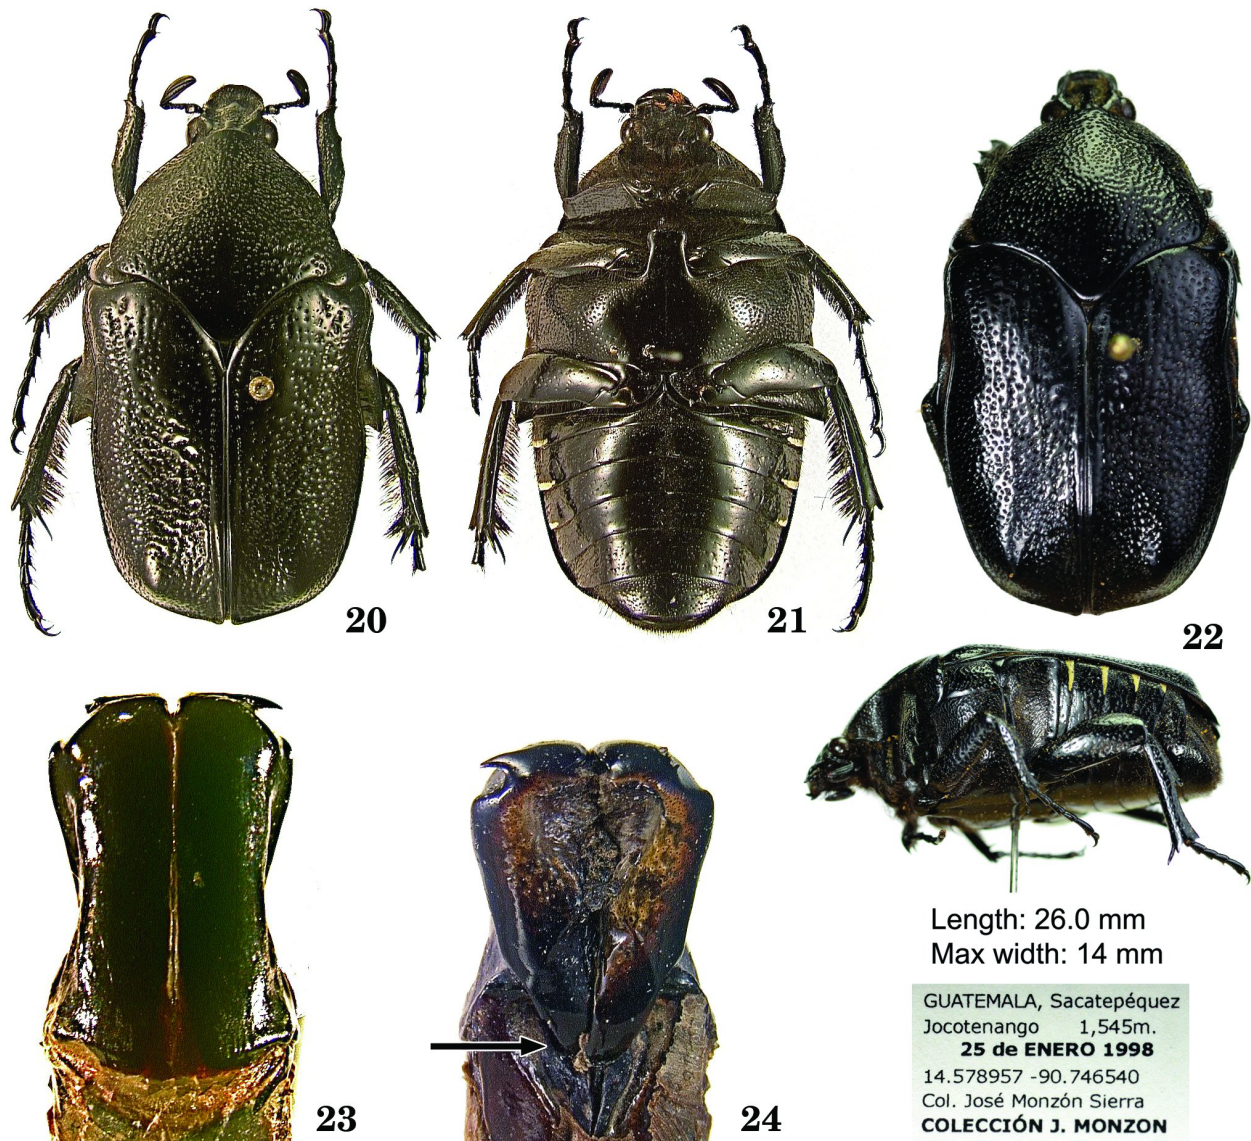 20
21
22
23
24
Length: 26.0 mm
Max width: 14 mm
GUATEMALA, Sacatepéquez
Jocotenango 1,545m.
25 de ENERO 1998
14.578957 -90.746540
Col. José Monzón Sierra
COLECCIÓN J. MONZON